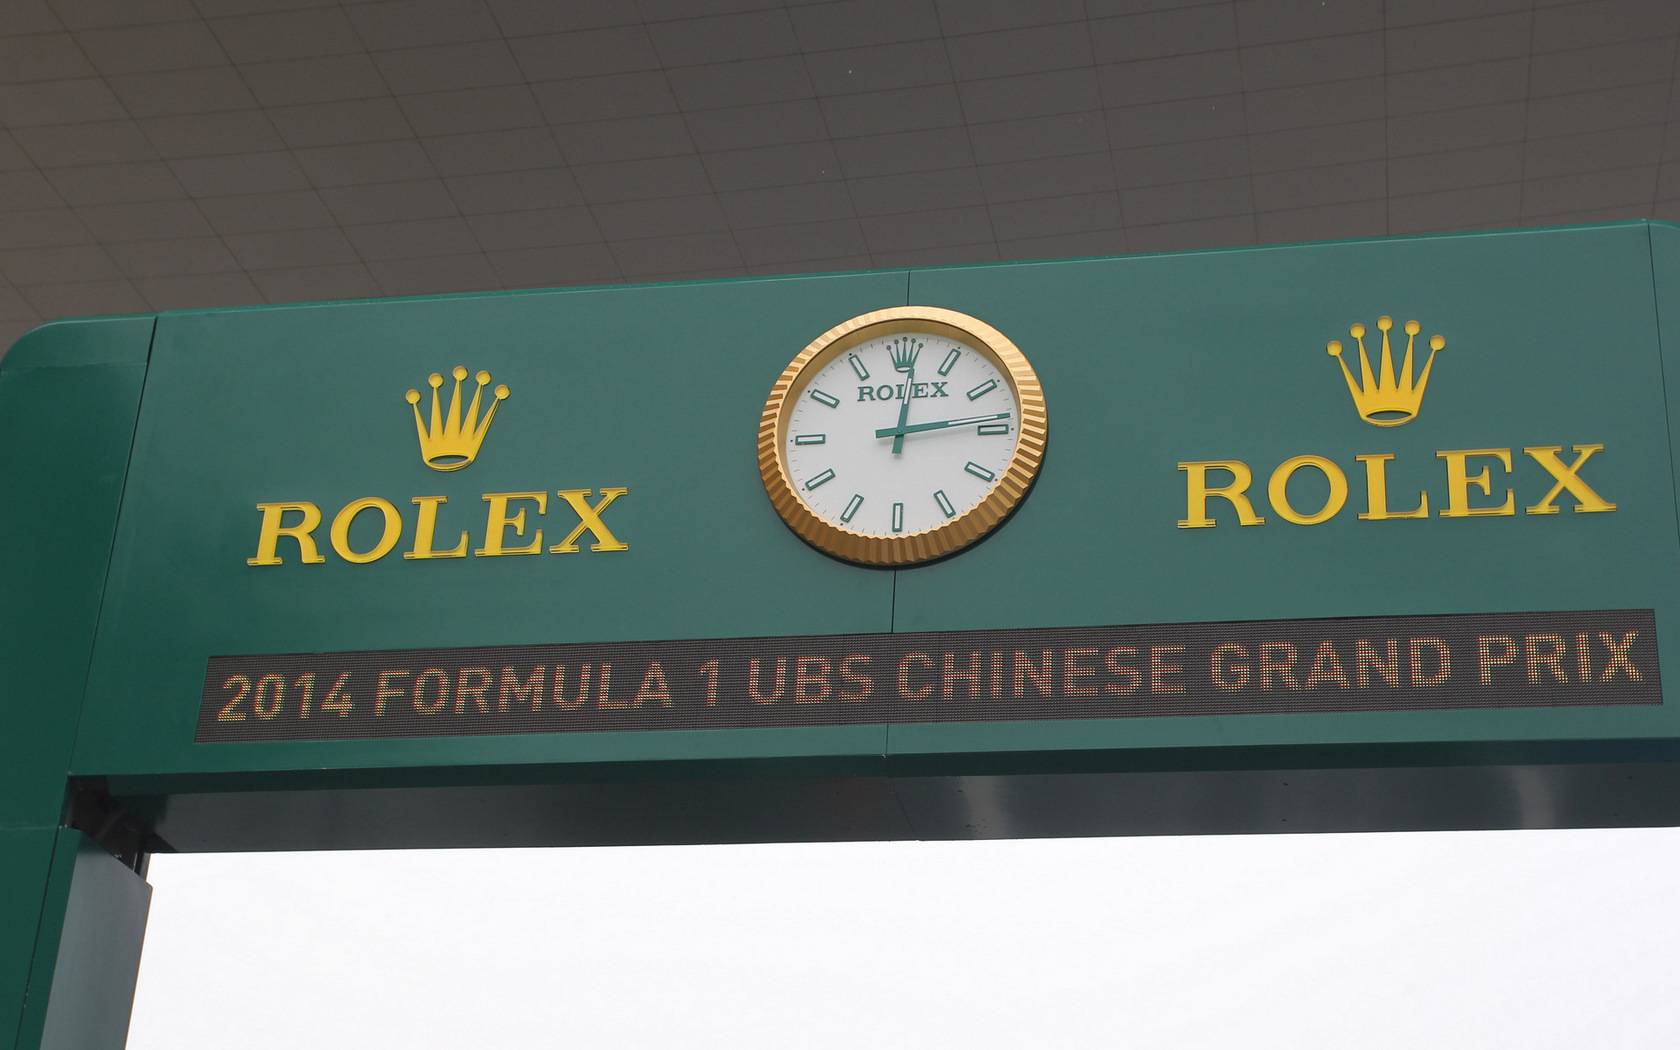 ROLEX
ROLEX
ROLEX
2014 FORMULA 1 UBS CHINESE GRAND PRIX